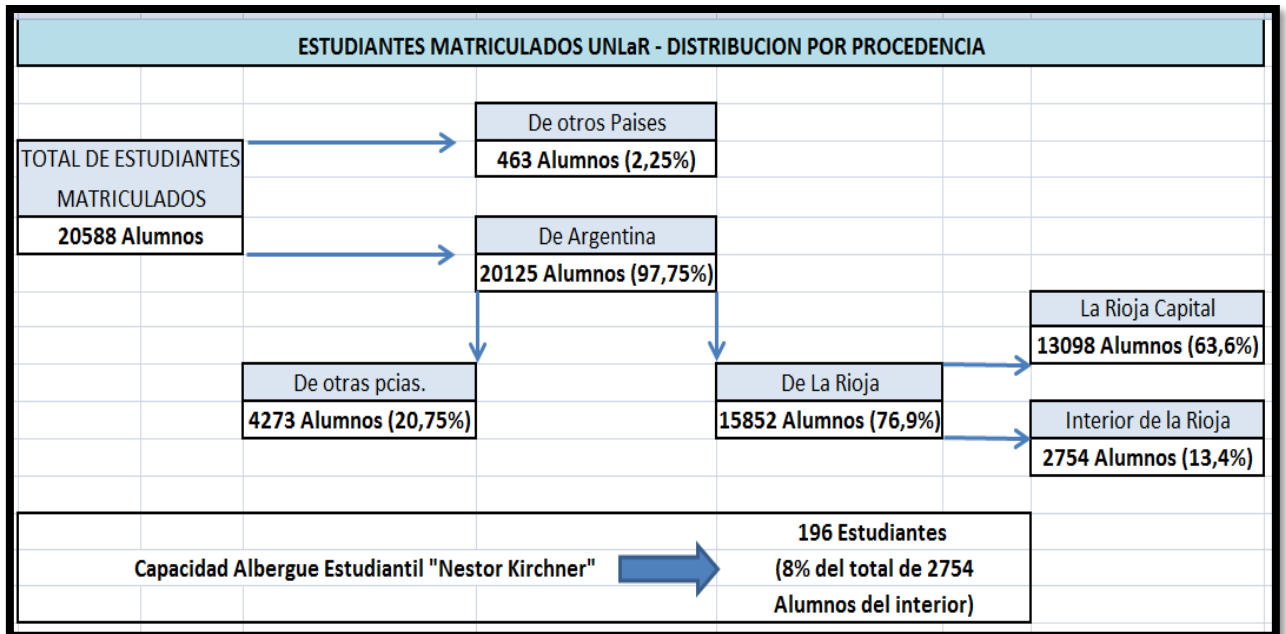 ESTUDIANTES MATRICULADOS UNLaR - DISTRIBUCION POR PROCEDENCIA
De otros Paises
463 Alumnos (2,25%)
TOTAL DE ESTUDIANTES
MATRICULADOS
20588 Alumnos
De Argentina
20125 Alumnos (97,75%)
La Rioja Capital
13098 Alumnos (63,6%)
De otras pcias.
4273 Alumnos (20,75%)
De La Rioja
15852 Alumnos (76,9%)
Interior de la Rioja
2754 Alumnos (13,4%)
Capacidad Albergue Estudiantil "Nestor Kirchner"
196 Estudiantes
(8% del total de 2754
Alumnos del interior)